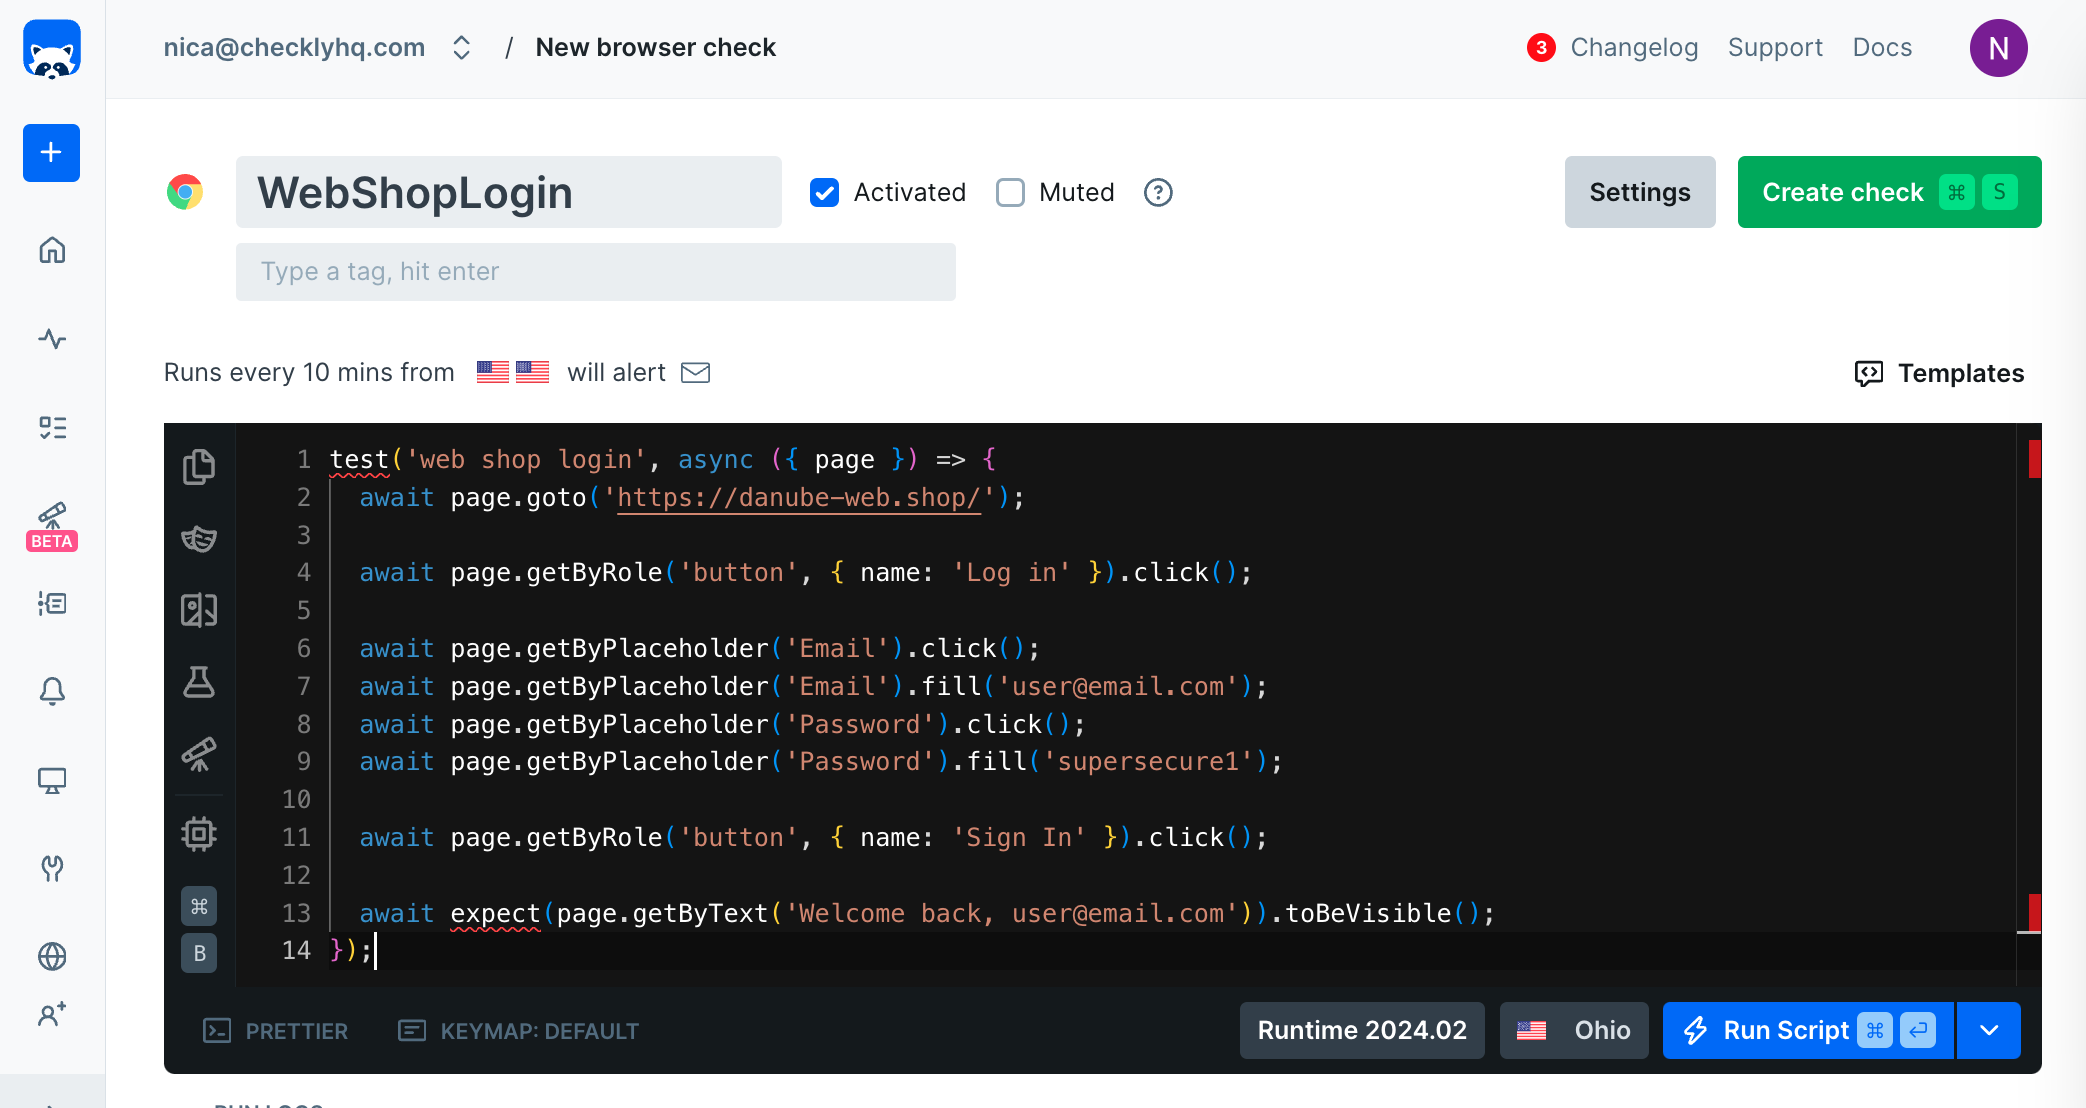 nica@checklyhq.com / New browser check
3 Changelog Support Docs N
WebShopLogin
Activated
Muted
?
Settings
Create check ⌘ S
Type a tag, hit enter
BETA
Runs every 10 mins from will alert
Templates
1 test('web shop login', async ({ page }) => {
2 await page.goto('https://danube-web.shop/');
3
4 await page.getByRole('button', { name: 'Log in' }).click();
5
6 await page.getByPlaceholder('Email').click();
7 await page.getByPlaceholder('Email').fill('user@email.com');
8 await page.getByPlaceholder('Password').click();
9 await page.getByPlaceholder('Password').fill('supersecure1');
10
11 await page.getByRole('button', { name: 'Sign In' }).click();
12
13 await expect(page.getByText('Welcome back, user@email.com')).toBeVisible();
14 });
⌘
B
PRETTIER
KEYMAP: DEFAULT
Runtime 2024.02
Ohio
Run Script ⌘
RUN LOGS